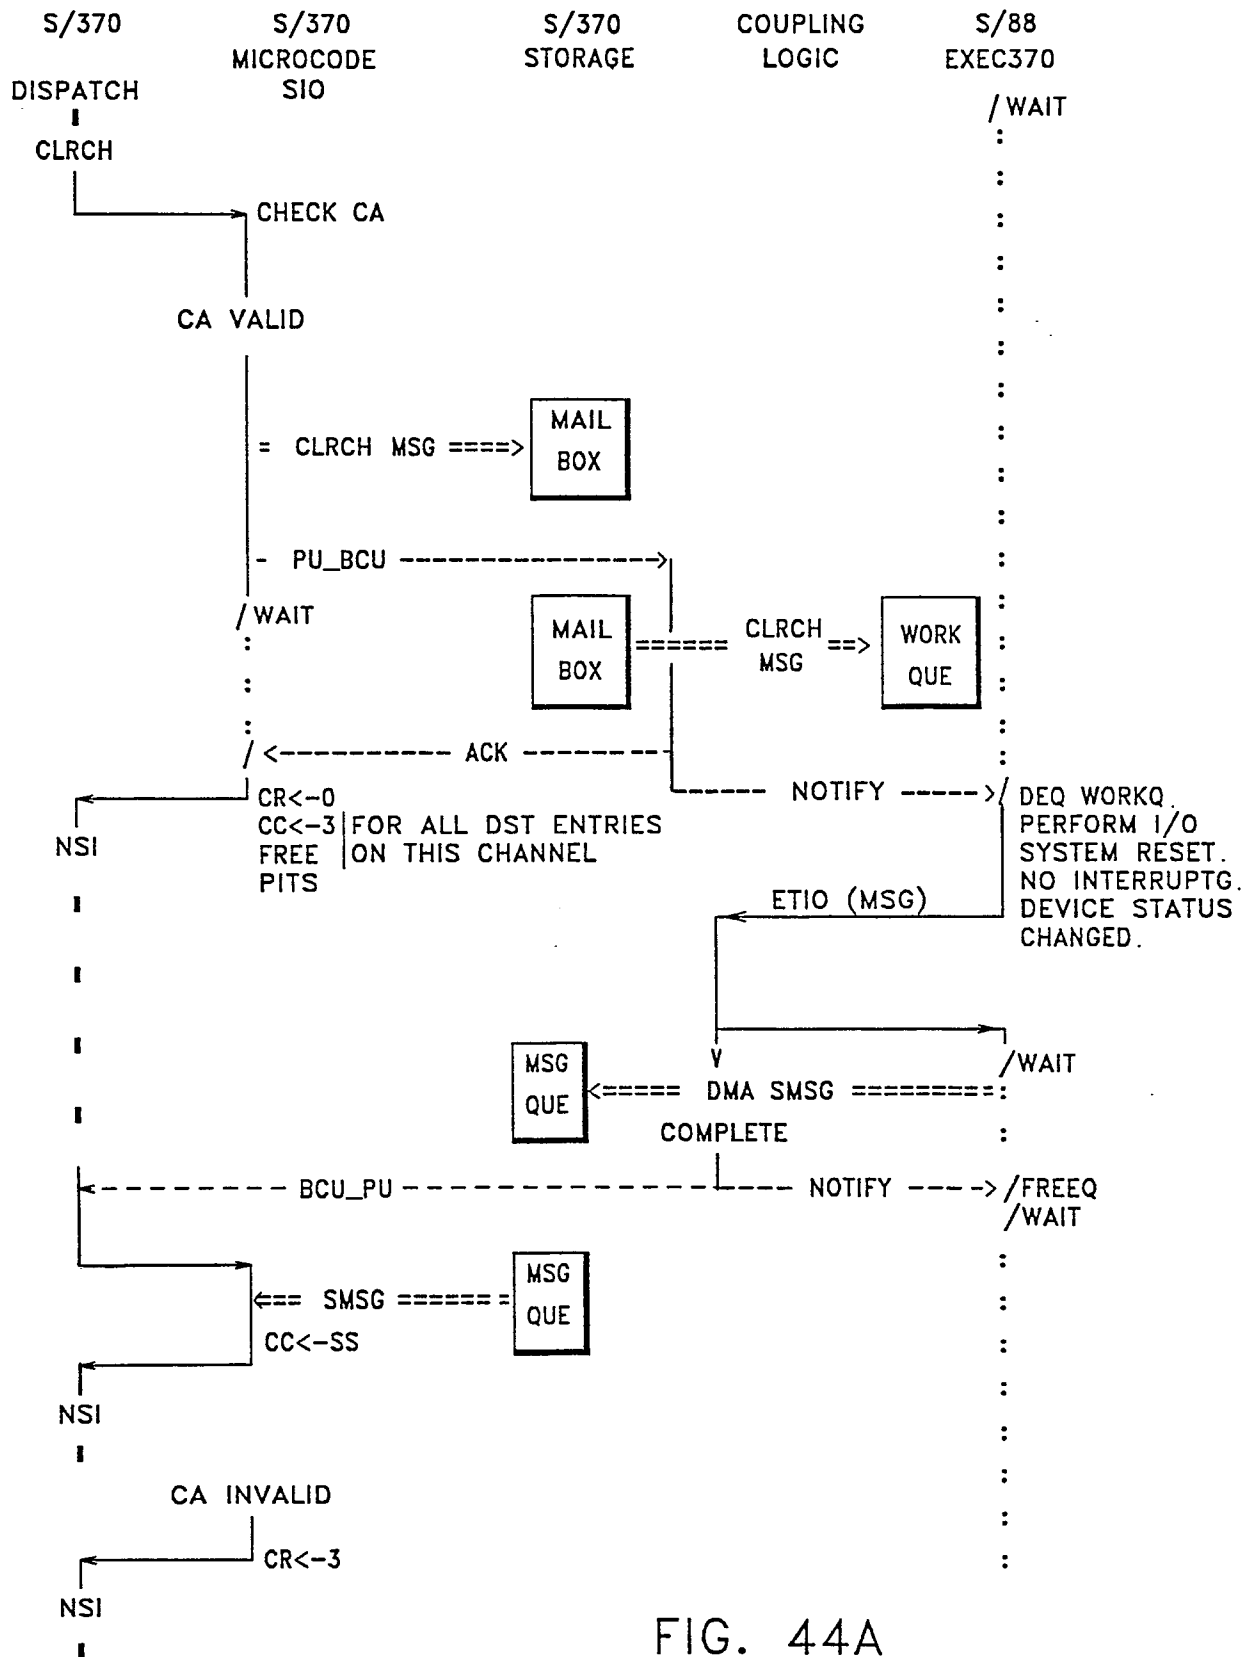 S/370 S/370 S/370 COUPLING S/88
MICROCODE STORAGE LOGIC EXEC370
DISPATCH SIO
/WAIT
CLRCH
CHECK CA
CA VALID
= CLRCH MSG ====> MAIL
BOX
- PU_BCU ------------------->
/WAIT
MAIL
BOX ====== CLRCH ==> WORK
MSG QUE
/<--------------- ACK ------------
CR<-0 NOTIFY ------>/ DEQ WORKQ.
CC<-3 FOR ALL DST ENTRIES PERFORM I/O
NSI FREE ON THIS CHANNEL SYSTEM RESET.
PITS NO INTERRUPTG.
ETIO (MSG) DEVICE STATUS
CHANGED.
V /WAIT
MSG
QUE <===== DMA SMSG ==========
COMPLETE
BCU_PU ---- NOTIFY ----> /FREEQ
/WAIT
MSG
<=== SMSG ======= QUE
CC<-SS
NSI
CA INVALID
CR<-3
NSI
FIG. 44A